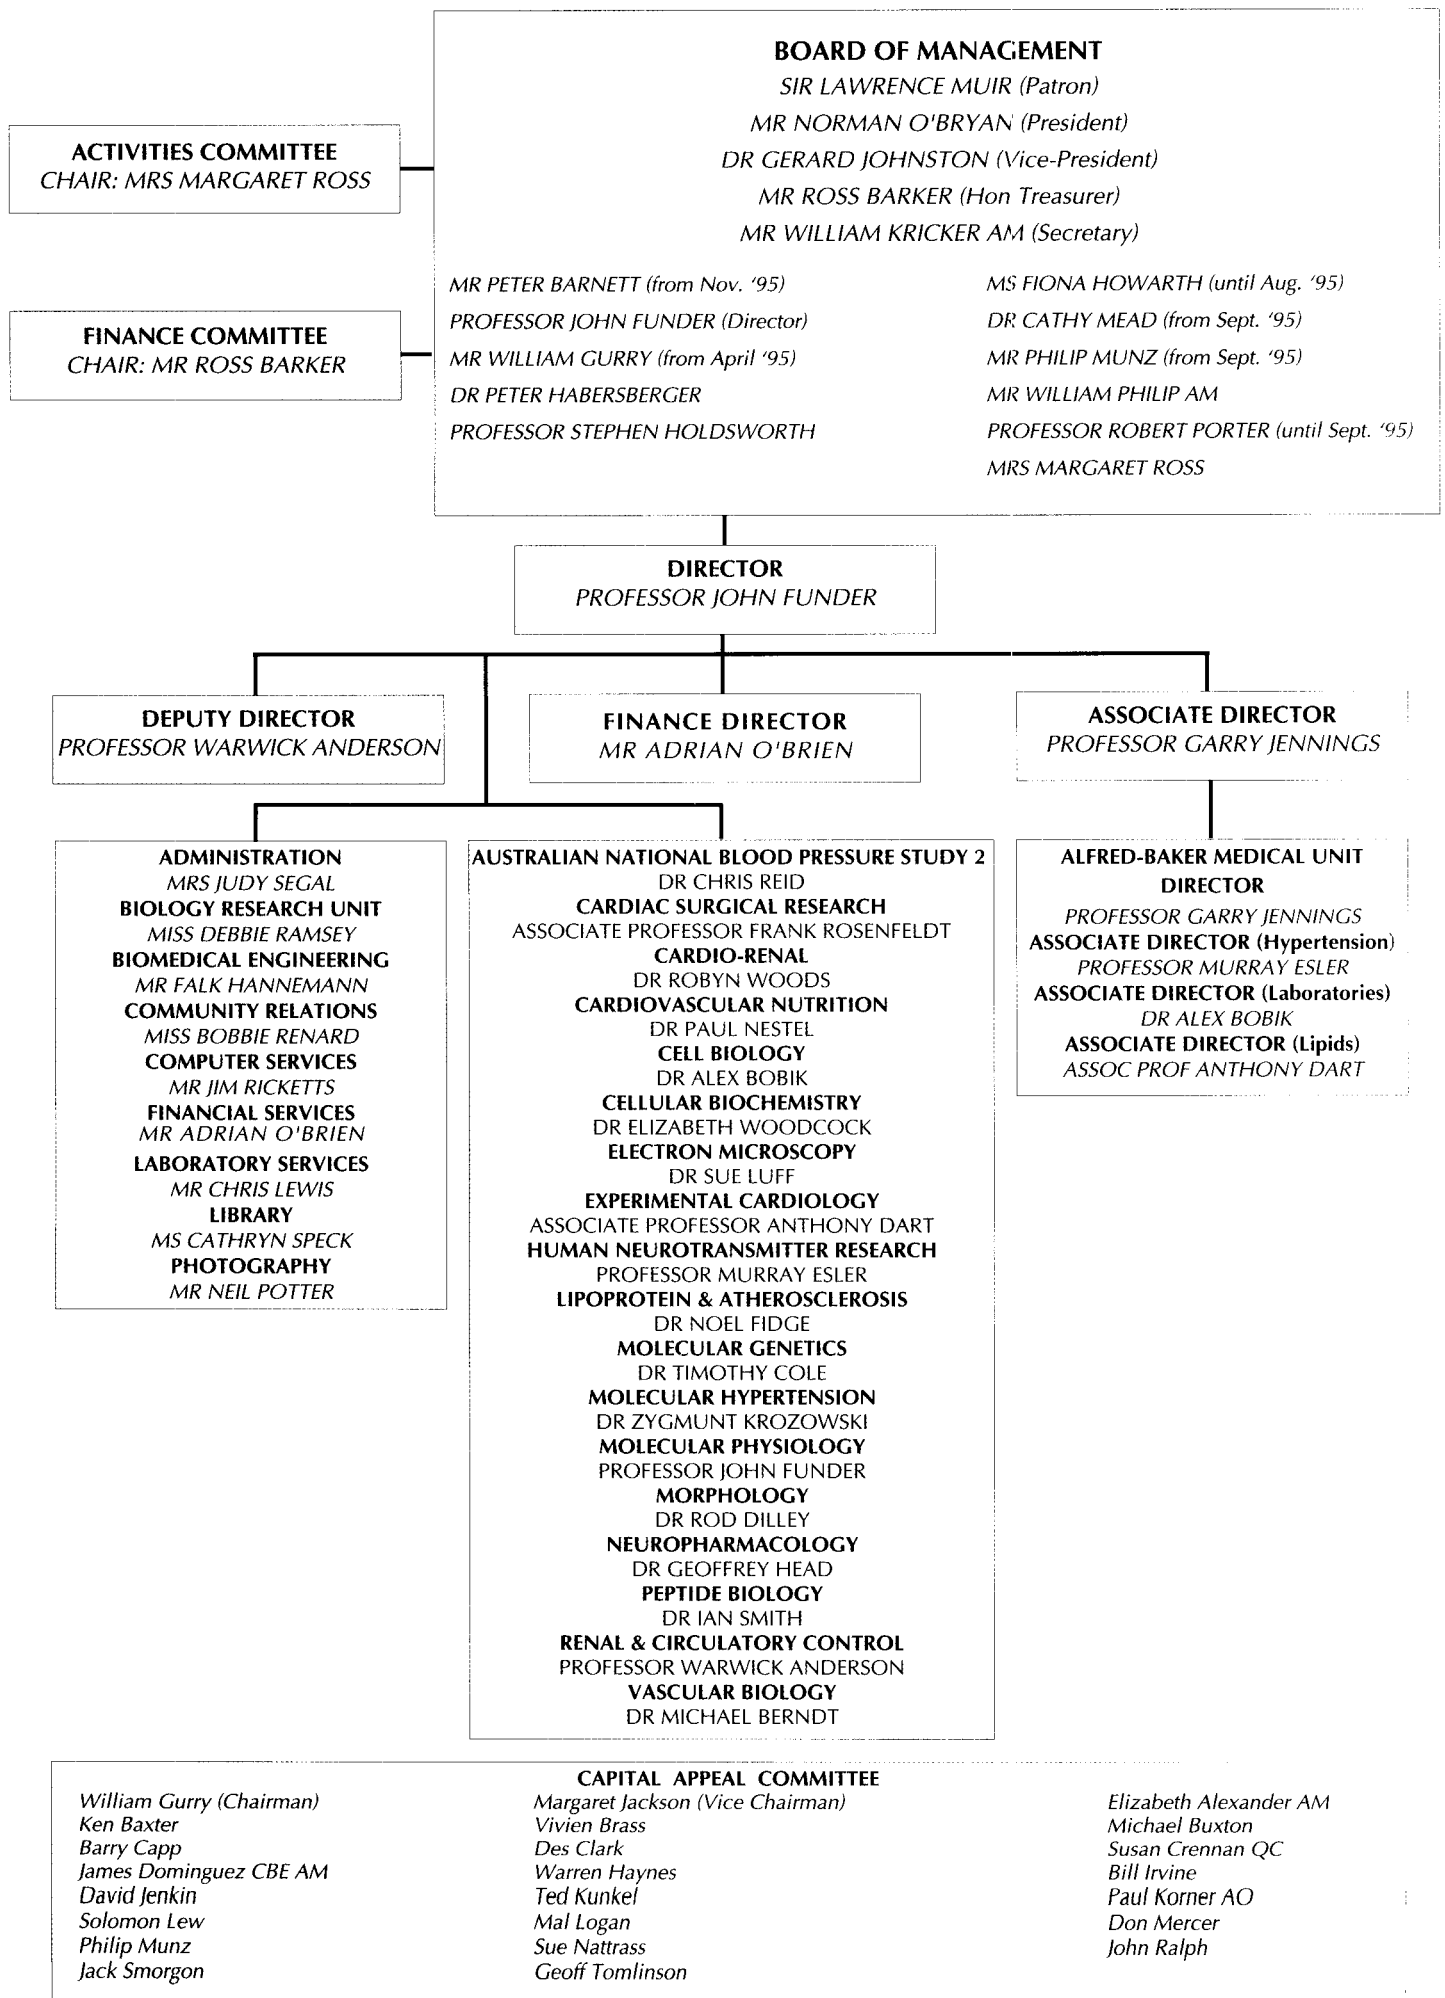 BOARD OF MANAGEMENT
SIR LAWRENCE MUIR (Patron)
MR NORMAN O'BRYAN (President)
DR GERARD JOHNSTON (Vice-President)
MR ROSS BARKER (Hon Treasurer)
MR WILLIAM KRICKER AM (Secretary)
MR PETER BARNETT (from Nov. '95)
PROFESSOR JOHN FUNDER (Director)
MR WILLIAM GURRY (from April '95)
DR PETER HABERSBERGER
PROFESSOR STEPHEN HOLDSWORTH
MS FIONA HOWARTH (until Aug. '95)
DR CATHY MEAD (from Sept. '95)
MR PHILIP MUNZ (from Sept. '95)
MR WILLIAM PHILIP AM
PROFESSOR ROBERT PORTER (until Sept. '95)
MRS MARGARET ROSS
ACTIVITIES COMMITTEE
CHAIR: MRS MARGARET ROSS
FINANCE COMMITTEE
CHAIR: MR ROSS BARKER
DIRECTOR
PROFESSOR JOHN FUNDER
DEPUTY DIRECTOR
PROFESSOR WARWICK ANDERSON
FINANCE DIRECTOR
MR ADRIAN O'BRIEN
ASSOCIATE DIRECTOR
PROFESSOR GARRY JENNINGS
ADMINISTRATION
MRS JUDY SEGAL
BIOLOGY RESEARCH UNIT
MISS DEBBIE RAMSEY
BIOMEDICAL ENGINEERING
MR FALK HANNEMANN
COMMUNITY RELATIONS
MISS BOBBIE RENARD
COMPUTER SERVICES
MR JIM RICKETTS
FINANCIAL SERVICES
MR ADRIAN O'BRIEN
LABORATORY SERVICES
MR CHRIS LEWIS
LIBRARY
MS CATHRYN SPECK
PHOTOGRAPHY
MR NEIL POTTER
AUSTRALIAN NATIONAL BLOOD PRESSURE STUDY 2
DR CHRIS REID
CARDIAC SURGICAL RESEARCH
ASSOCIATE PROFESSOR FRANK ROSENFELDT
CARDIO-RENAL
DR ROBYN WOODS
CARDIOVASCULAR NUTRITION
DR PAUL NESTEL
CELL BIOLOGY
DR ALEX BOBIK
CELLULAR BIOCHEMISTRY
DR ELIZABETH WOODCOCK
ELECTRON MICROSCOPY
DR SUE LUFF
EXPERIMENTAL CARDIOLOGY
ASSOCIATE PROFESSOR ANTHONY DART
HUMAN NEUROTRANSMITTER RESEARCH
PROFESSOR MURRAY ESLER
LIPOPROTEIN & ATHEROSCLEROSIS
DR NOEL FIDGE
MOLECULAR GENETICS
DR TIMOTHY COLE
MOLECULAR HYPERTENSION
DR ZYGMUNT KROZOWSKI
MOLECULAR PHYSIOLOGY
PROFESSOR JOHN FUNDER
MORPHOLOGY
DR ROD DILLEY
NEUROPHARMACOLOGY
DR GEOFFREY HEAD
PEPTIDE BIOLOGY
DR IAN SMITH
RENAL & CIRCULATORY CONTROL
PROFESSOR WARWICK ANDERSON
VASCULAR BIOLOGY
DR MICHAEL BERNDT
ALFRED-BAKER MEDICAL UNIT
DIRECTOR
PROFESSOR GARRY JENNINGS
ASSOCIATE DIRECTOR (Hypertension)
PROFESSOR MURRAY ESLER
ASSOCIATE DIRECTOR (Laboratories)
DR ALEX BOBIK
ASSOCIATE DIRECTOR (Lipids)
ASSOC PROF ANTHONY DART
CAPITAL APPEAL COMMITTEE
William Gurry (Chairman)
Ken Baxter
Barry Capp
James Dominguez CBE AM
David Jenkin
Solomon Lew
Philip Munz
Jack Smorgon
Margaret Jackson (Vice Chairman)
Vivien Brass
Des Clark
Warren Haynes
Ted Kunkel
Mal Logan
Sue Nattrass
Geoff Tomlinson
Elizabeth Alexander AM
Michael Buxton
Susan Crennan QC
Bill Irvine
Paul Korner AO
Don Mercer
John Ralph